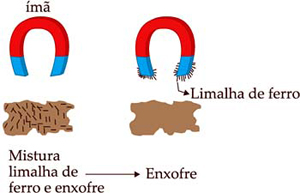 ímã
Limalha de ferro
Mistura
limalha de
ferro e enxofre
Enxofre